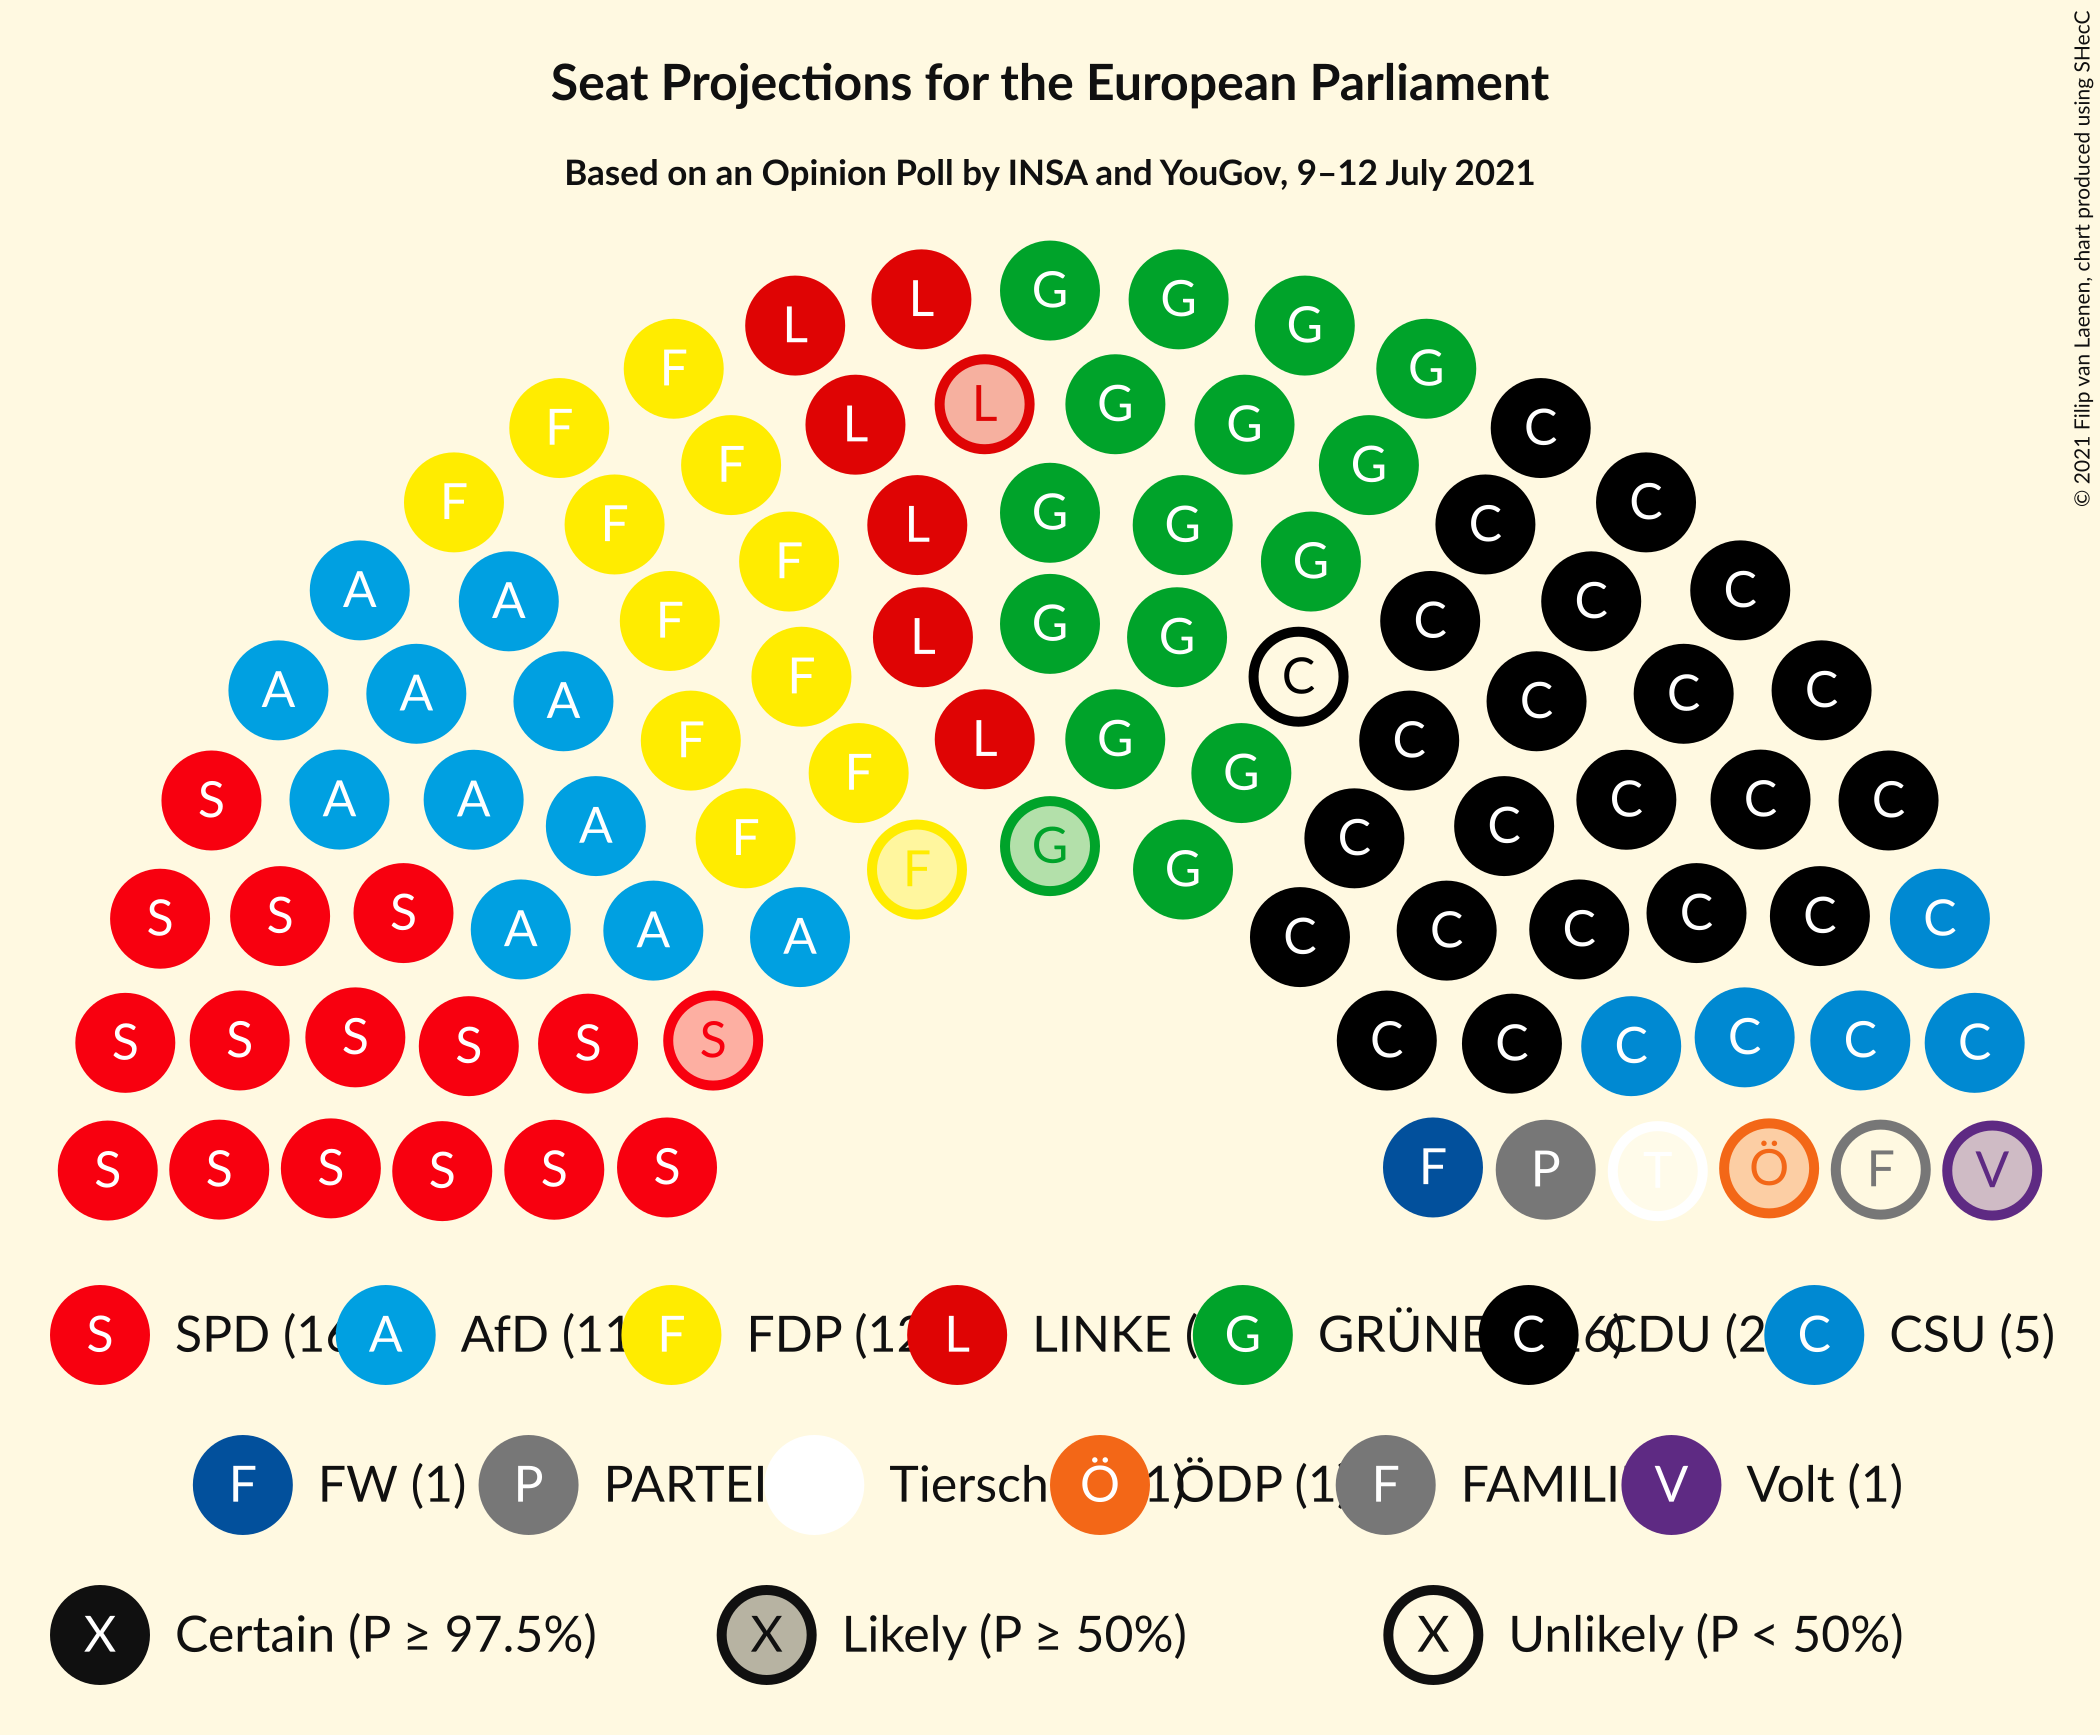 Seat Projections for the European Parliament
Based on an Opinion Poll by INSA and YouGov, 9–12 July 2021
© 2021 Filip van Laenen, chart produced using SHecC
L L G G G
F L L G G G
F F L G G G C
F F F L G G G C C
A A F F L G G C C C C
A A A F F L G G C C C C C
S A A A F F G C C C C C
S S S A A A F G G C C C C C C
S S S S S S C C C C C C
S S S S S S F P T Ö F V
S SPD (16 A AfD (11 F FDP (12 L LINKE ( G GRÜNE C 6) CDU (2 C CSU (5)
F FW (1) P PARTEI Tiersch Ö 1) ÖDP (1 F FAMILI V Volt (1)
X Certain (P ≥ 97.5%) X Likely (P ≥ 50%) X Unlikely (P < 50%)